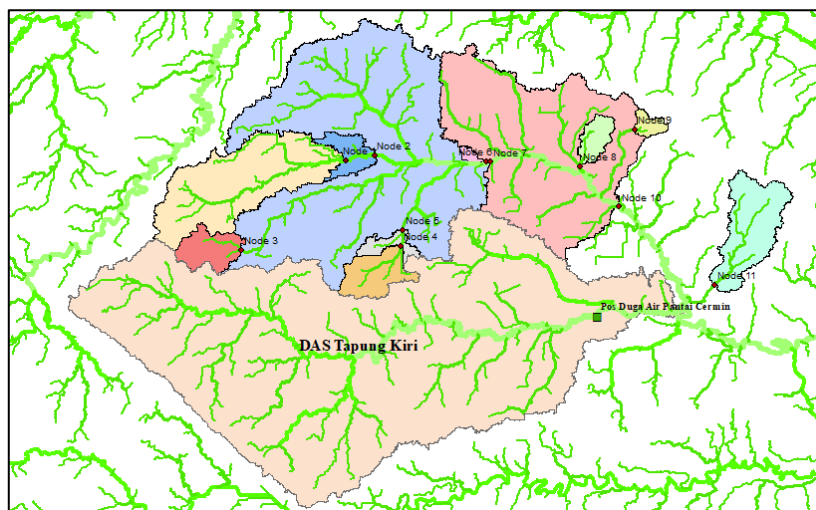 Node 9
Node
Node 2
Node 6
Node 7
Node 8
Node 10
Node 5
Node 4
Node 3
Node 11
Pos Duga Air Pantai Cermin
DAS Tapung Kiri